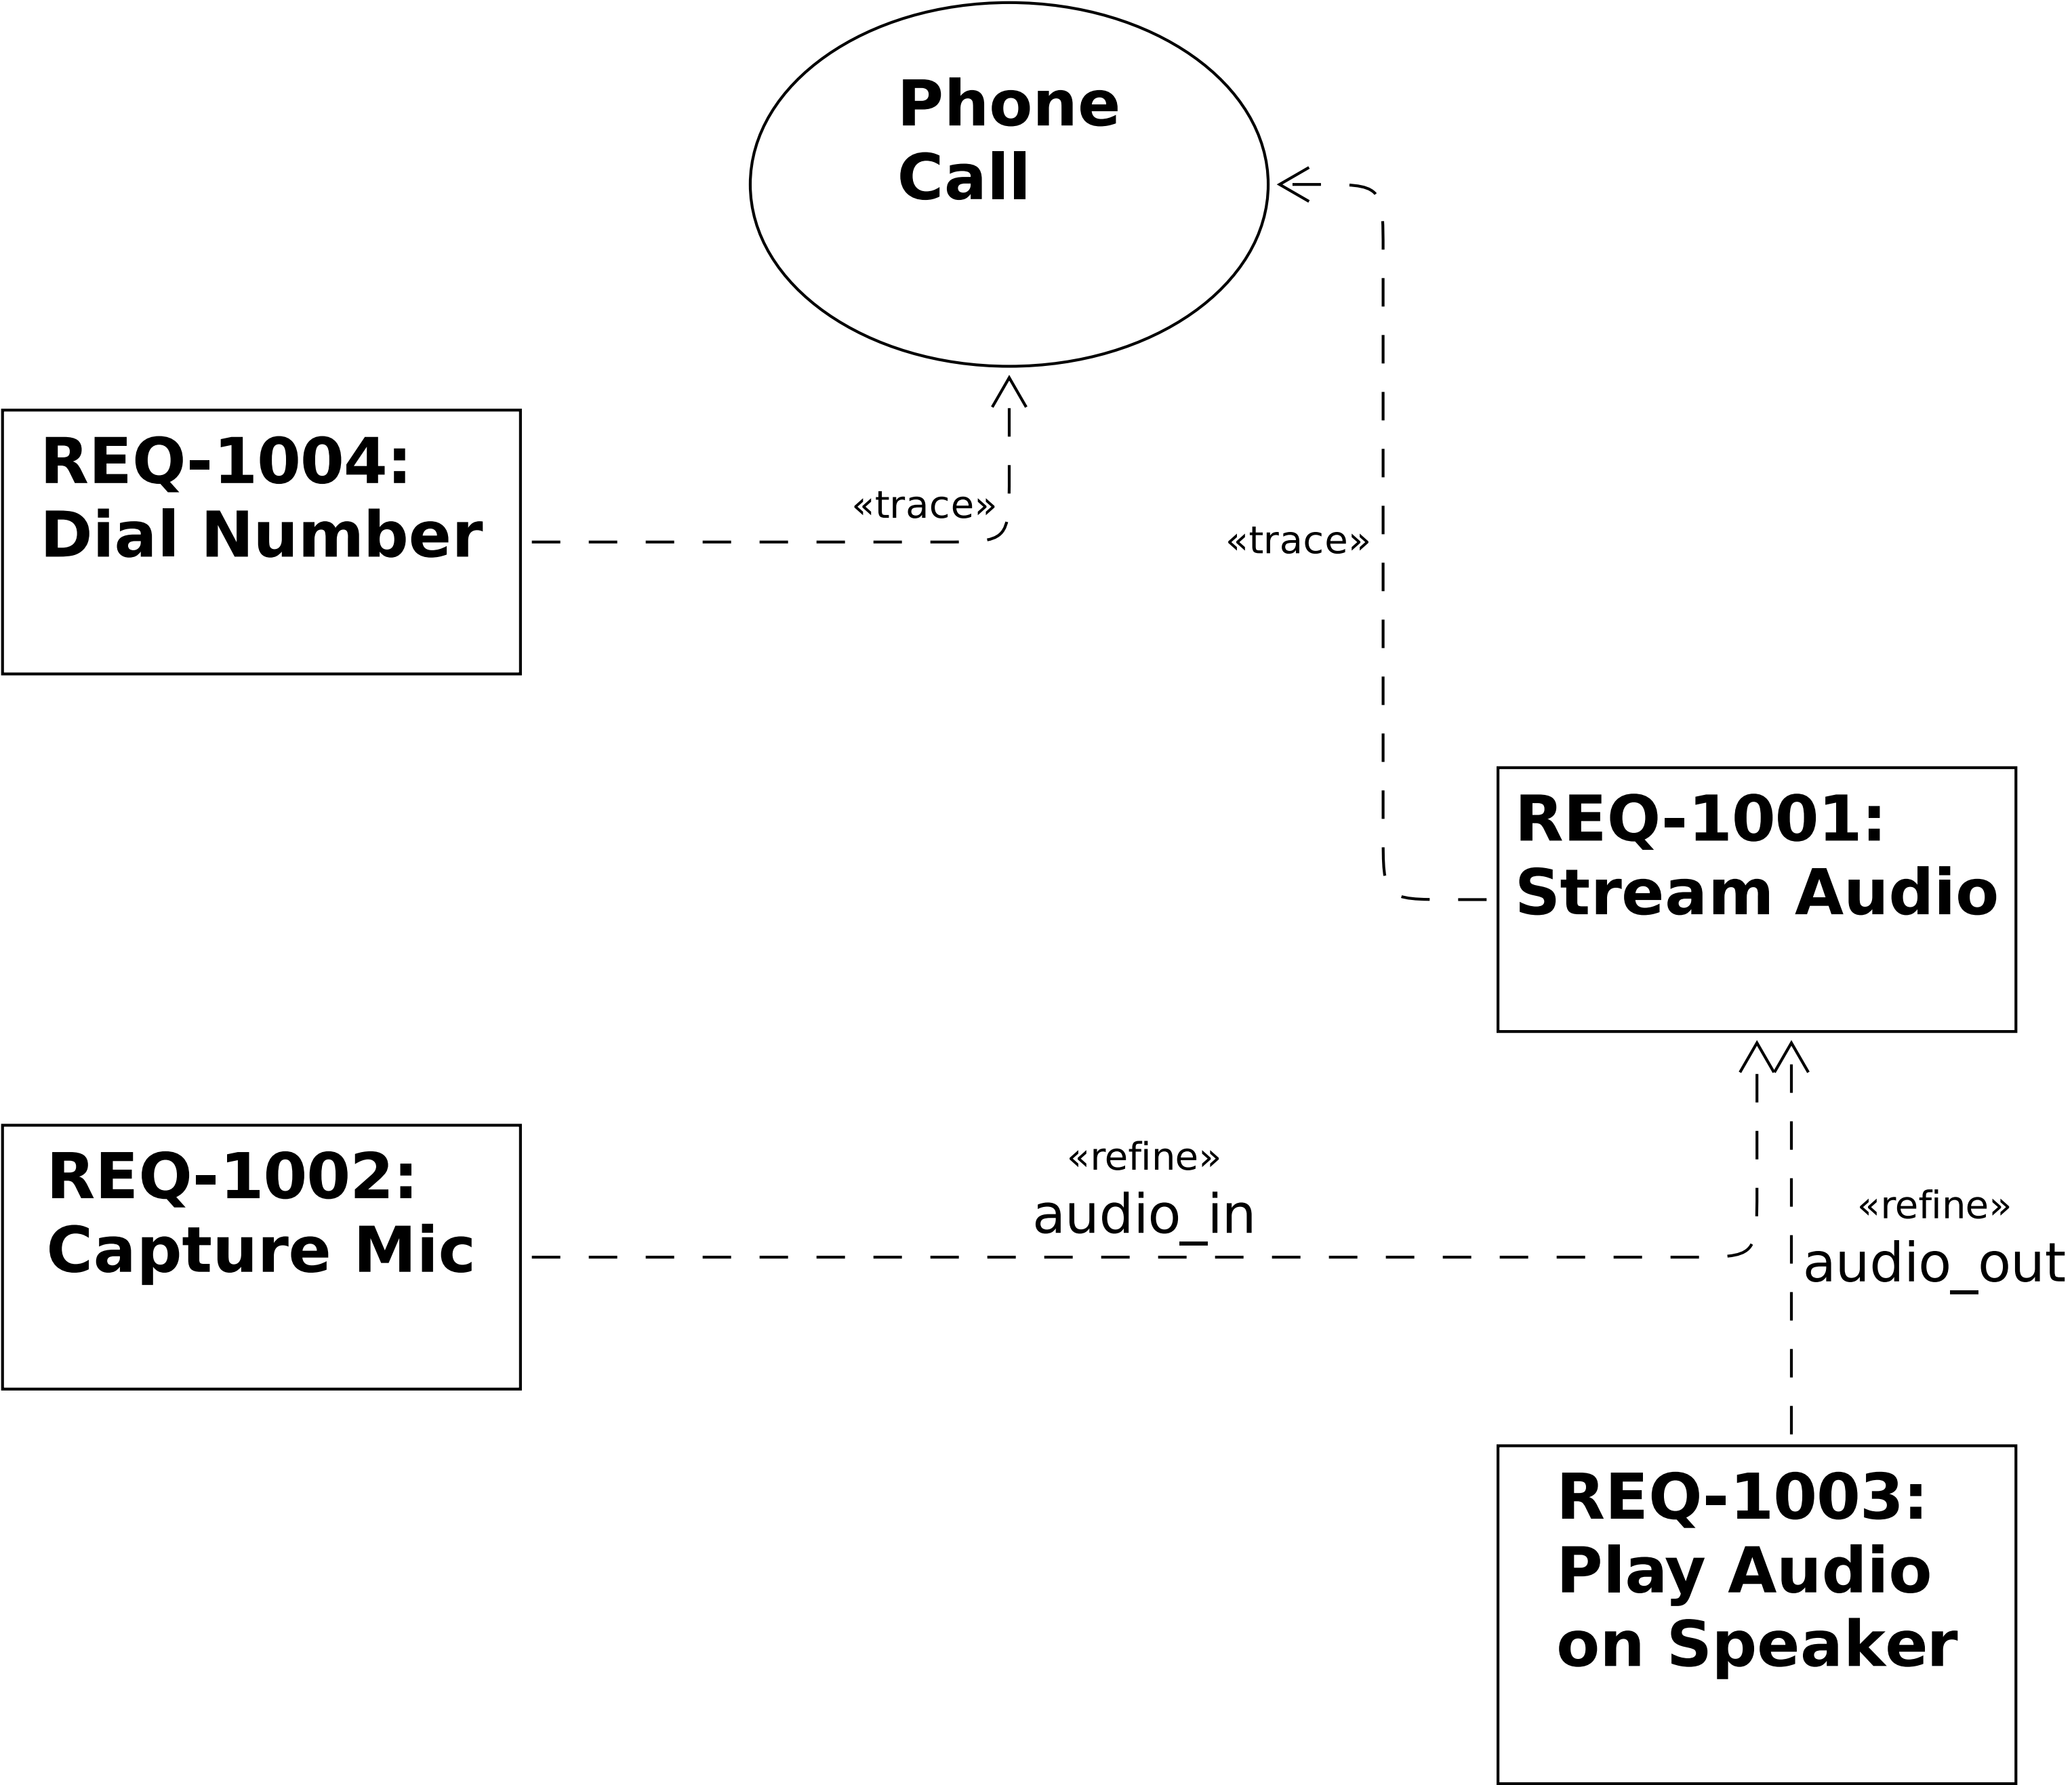 Phone
Call
REQ-1004:
Dial Number
«trace»
«trace»
REQ-1001:
Stream Audio
REQ-1002:
Capture Mic
«refine»
audio_in
«refine»
audio_out
REQ-1003:
Play Audio
on Speaker